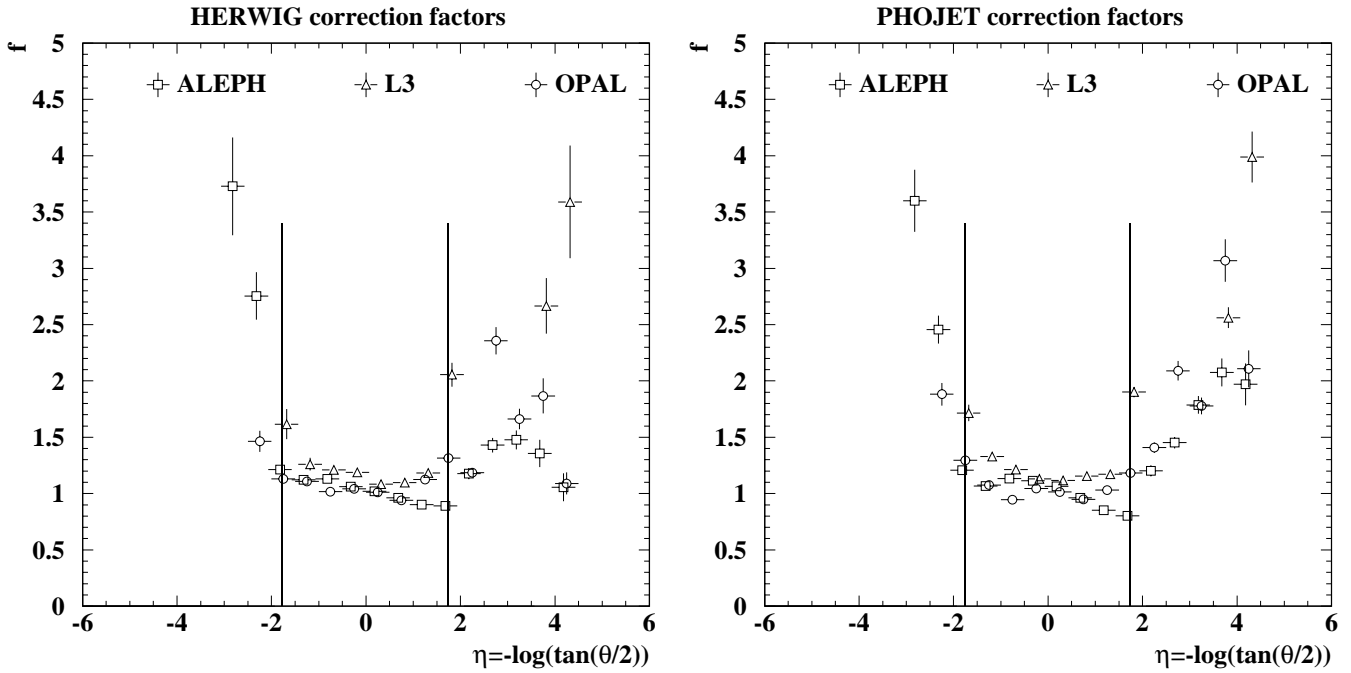 HERWIG correction factors
f
5
4.5
4
3.5
3
2.5
2
1.5
1
0.5
0
ALEPH L3 OPAL
-6 -4 -2 0 2 4 6
η=-log(tan(θ/2))
PHOJET correction factors
f
5
4.5
4
3.5
3
2.5
2
1.5
1
0.5
0
ALEPH L3 OPAL
-6 -4 -2 0 2 4 6
η=-log(tan(θ/2))